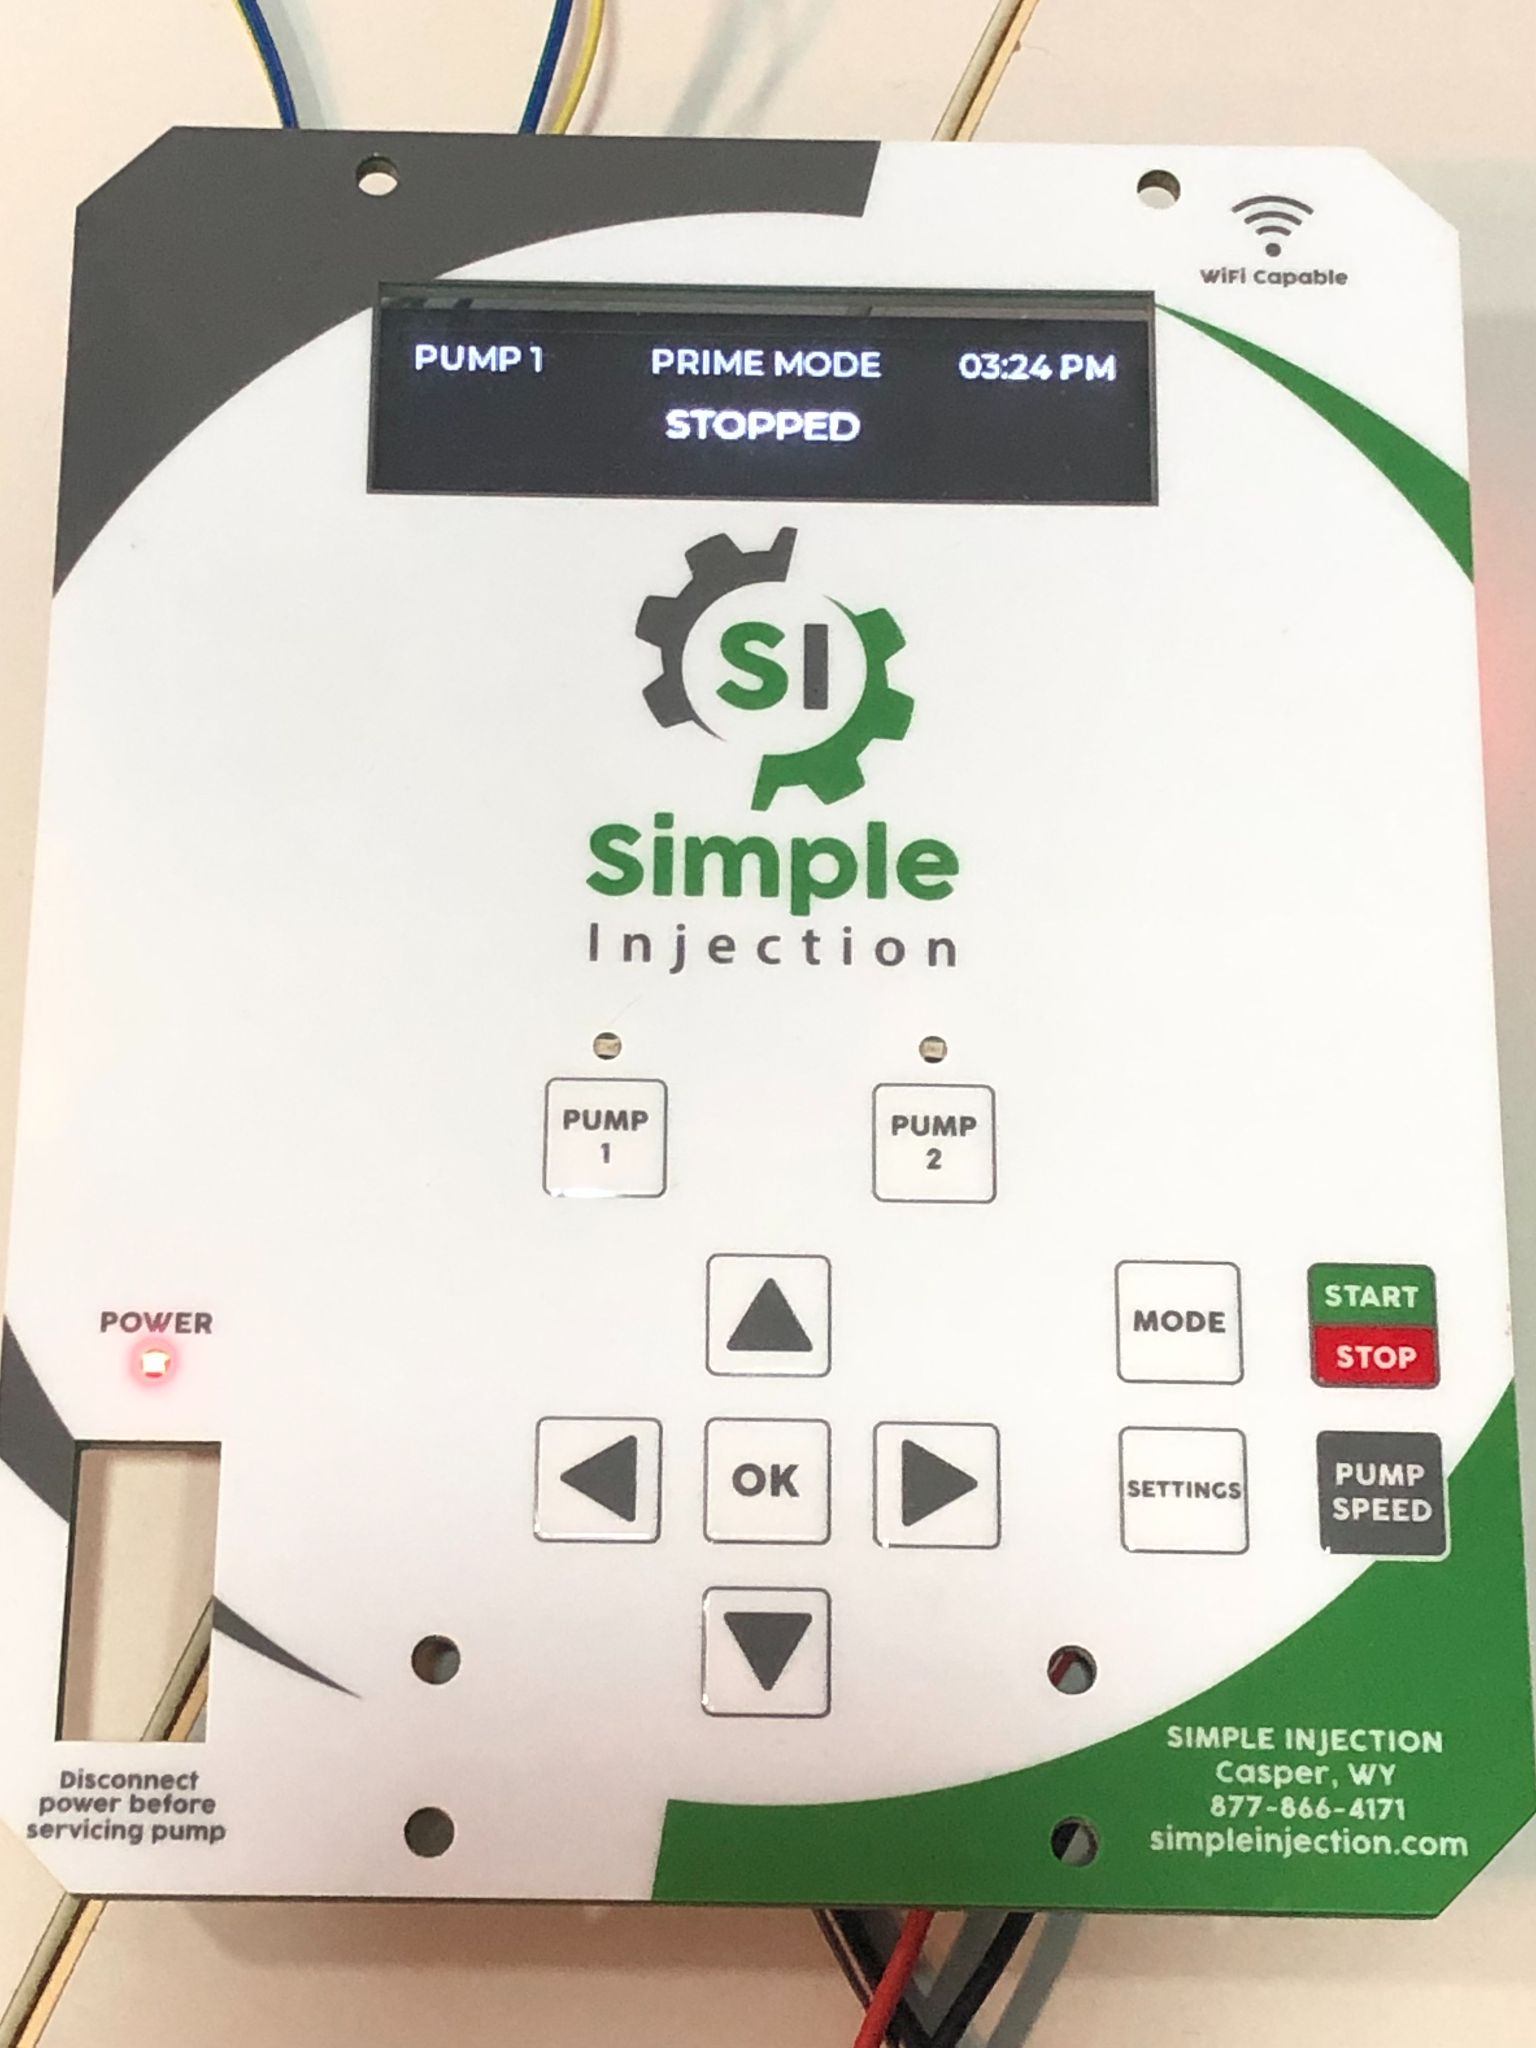 WiFi Capable
PUMP 1 PRIME MODE 03:24 PM
STOPPED
SI
Simple
Injection
PUMP
1
PUMP
2
POWER
MODE
START
STOP
OK
SETTINGS
PUMP
SPEED
Disconnect
power before
servicing pump
SIMPLE INJECTION
Casper, WY
877-866-4171
simpleinjection.com